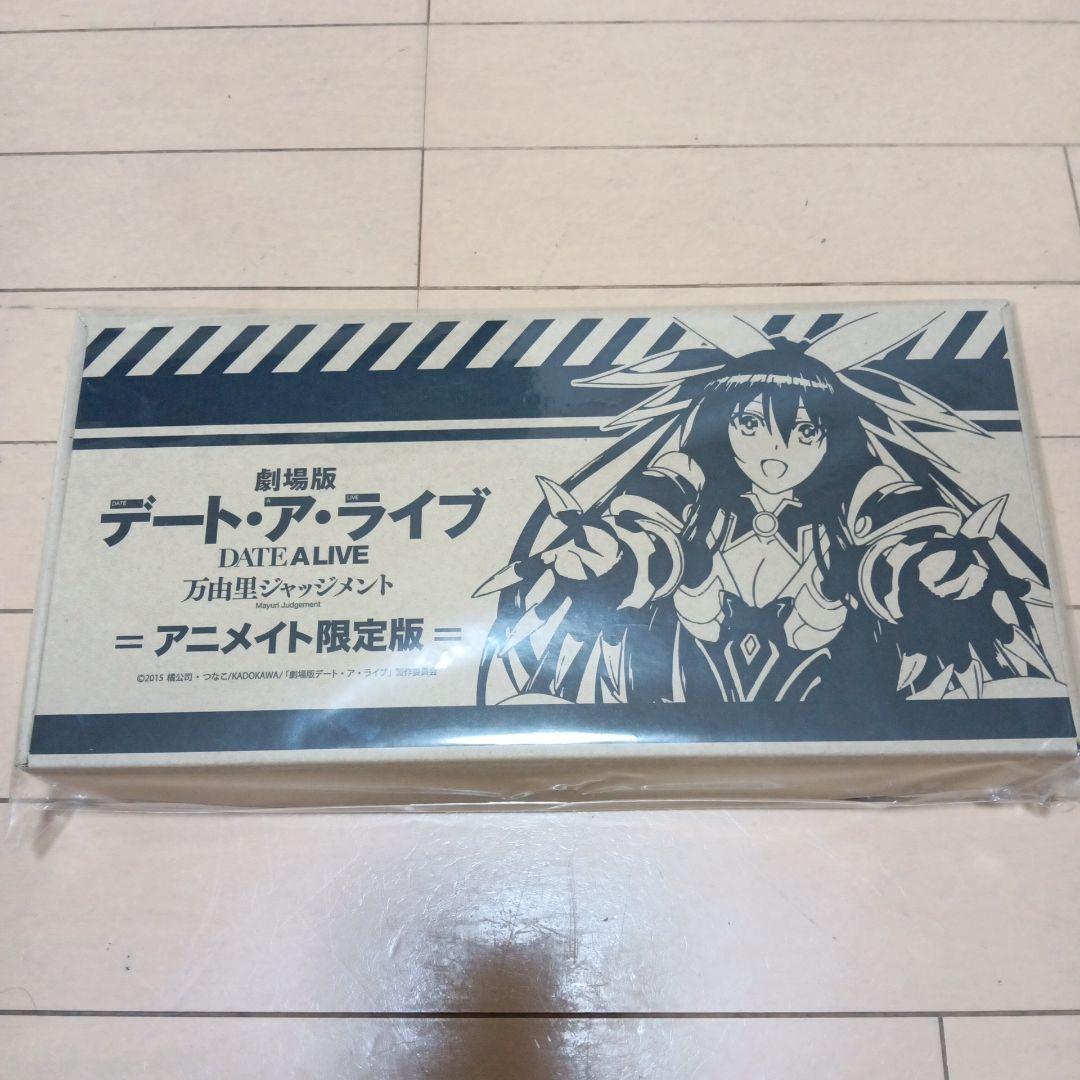 劇場版
DATE A LIVE
デート・ア・ライブ
DATE A LIVE
万由里ジャッジメント
Mayuri Judgement
= アニメイト限定版 =
©2015 橘公司・つなこ/KADOKAWA/「劇場版デート・ア・ライブ」製作委員会